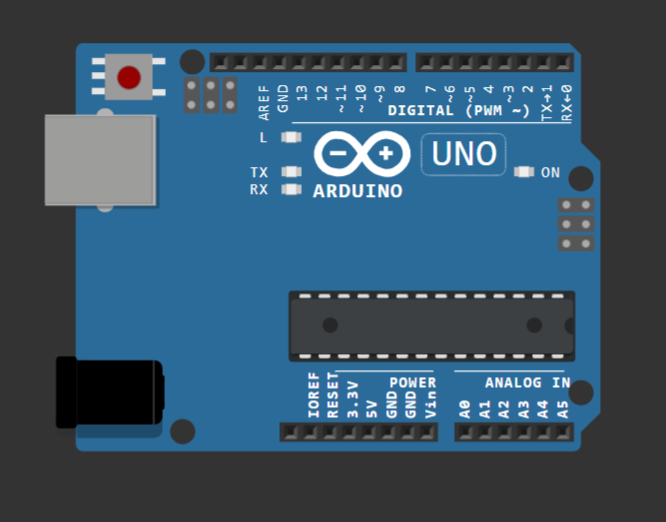 AREF
GND
13
12
~11
~10
~9
8
7
~6
~5
4
~3
2
TX→1
RX←0
DIGITAL (PWM ~)
L
TX
RX
UNO
ON
ARDUINO
POWER
ANALOG IN
IOREF
RESET
3.3V
5V
GND
GND
Vin
A0
A1
A2
A3
A4
A5